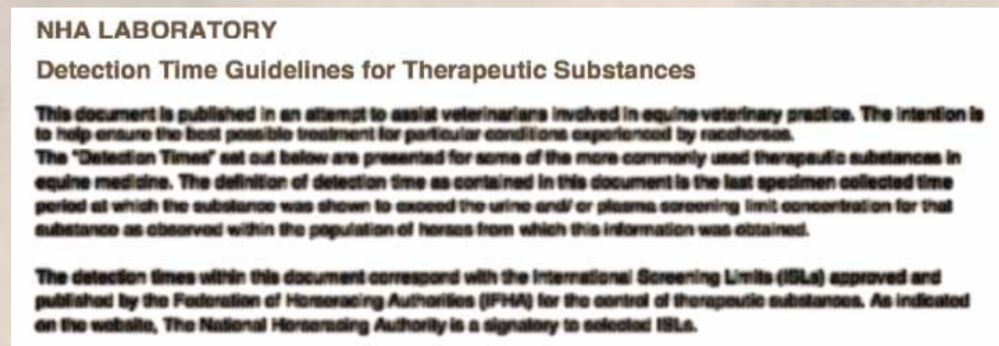 NHA LABORATORY
Detection Time Guidelines for Therapeutic Substances
This document is published in an attempt to assist veterinarians involved in equine veterinary practice. The intention is
to help ensure the best possible treatment for particular conditions experienced by racehorses.
The "Detection Times" set out below are presented for some of the more commonly used therapeutic substances in
equine medicine. The definition of detection time as contained in this document is the last specimen collected time
period at which the substance was shown to exceed the urine and/ or plasma screening limit concentration for that
substance as observed within the population of horses from which this information was obtained.
The detection times within this document correspond with the International Screening Limits (ISLs) approved and
published by the Federation of Horseracing Authorities (IFHA) for the control of therapeutic substances. As indicated
on the website, The National Horseracing Authority is a signatory to selected ISLs.